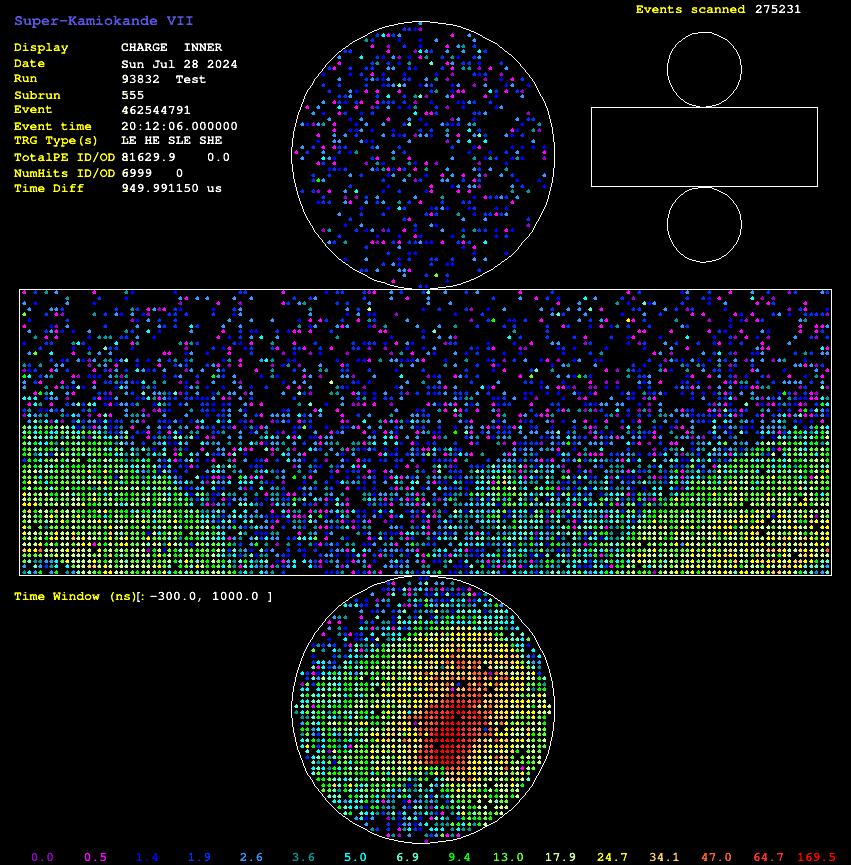 Super-Kamiokande VII
Events scanned 275231
Display CHARGE INNER
Date Sun Jul 28 2024
Run 93832 Test
Subrun 555
Event 462544791
Event time 20:12:06.000000
TRG Type(s) LE HE SLE SHE
TotalPE ID/OD 81629.9 0.0
NumHits ID/OD 6999 0
Time Diff 949.991150 us
Time Window (ns)[: −300.0, 1000.0 ]
0.0 0.5 1.4 1.9 2.6 3.6 5.0 6.9 9.4 13.0 17.9 24.7 34.1 47.0 64.7 169.5